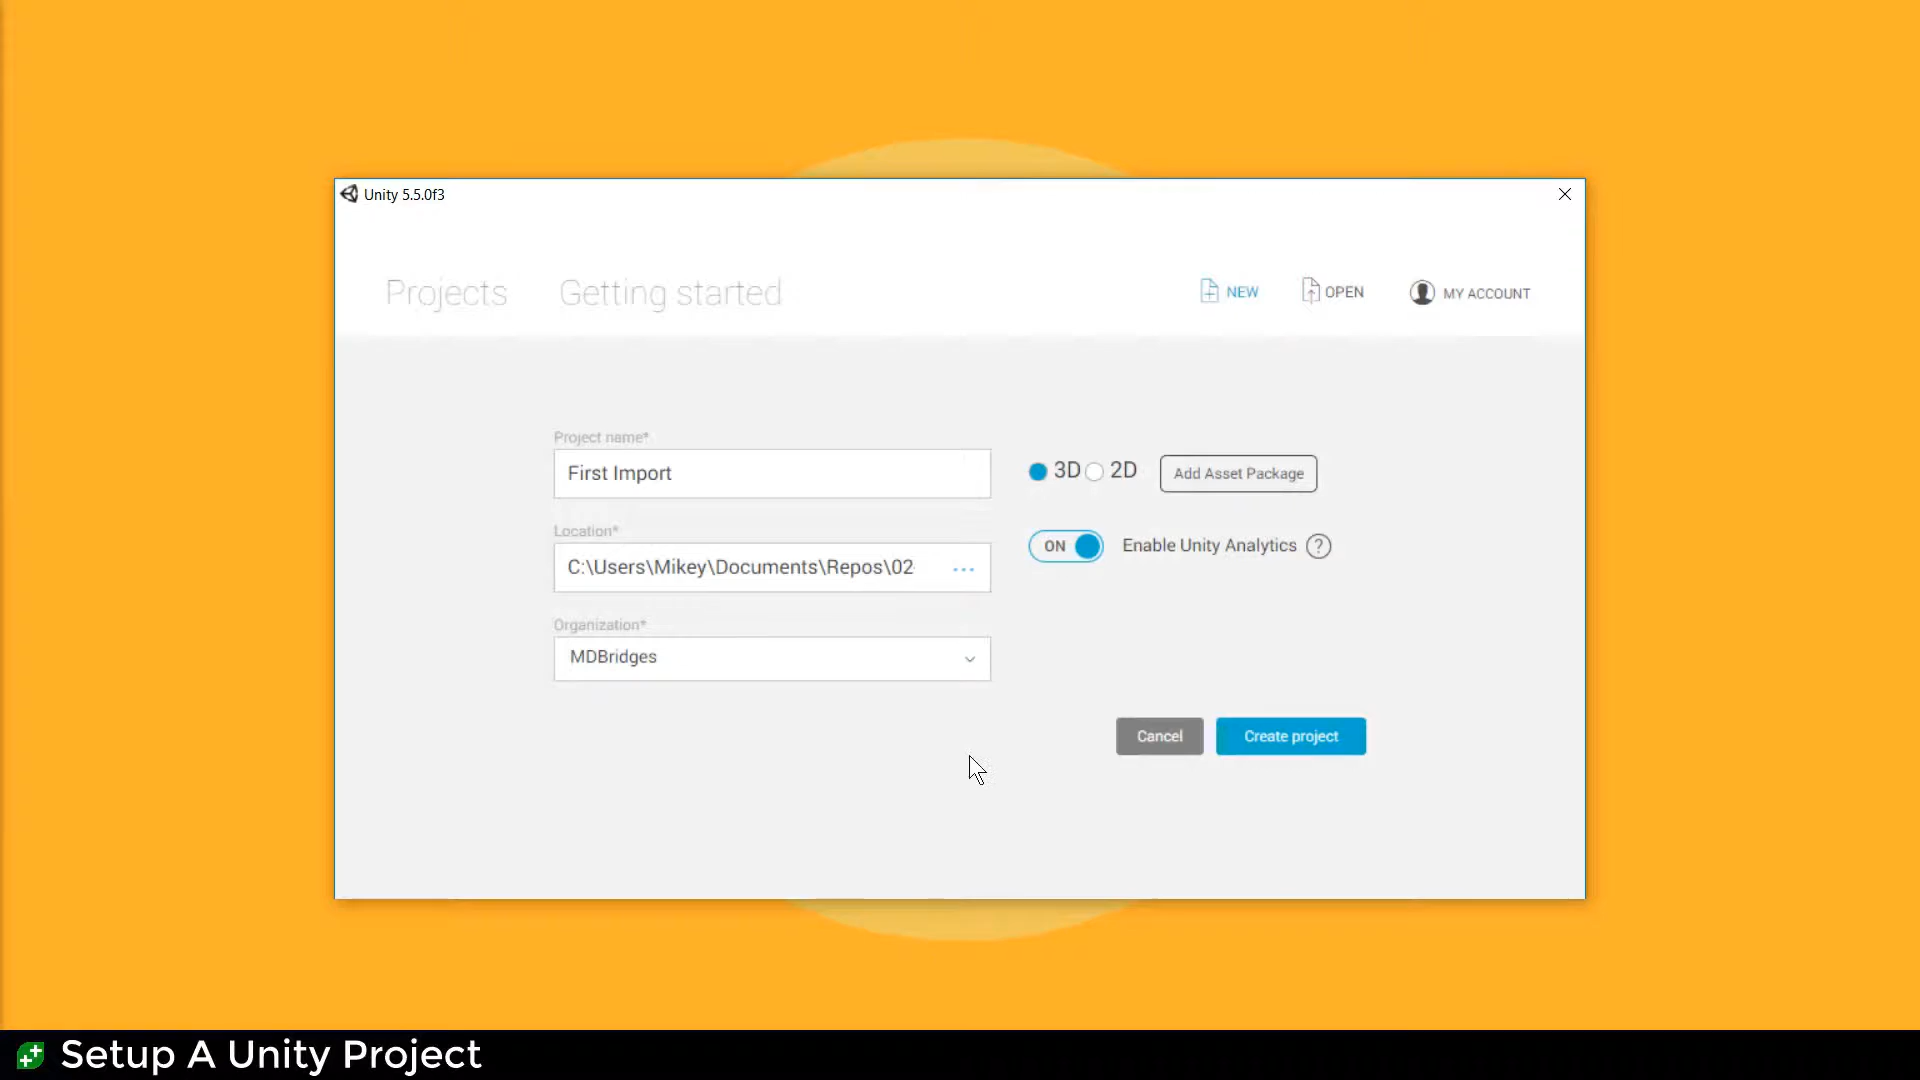 Unity 5.5.0f3
Projects Getting started NEW OPEN MY ACCOUNT
Project name*
First Import
3D 2D Add Asset Package
Location*
C:\Users\Mikey\Documents\Repos\02
ON Enable Unity Analytics ?
Organization*
MDBridges
Cancel Create project
Setup A Unity Project